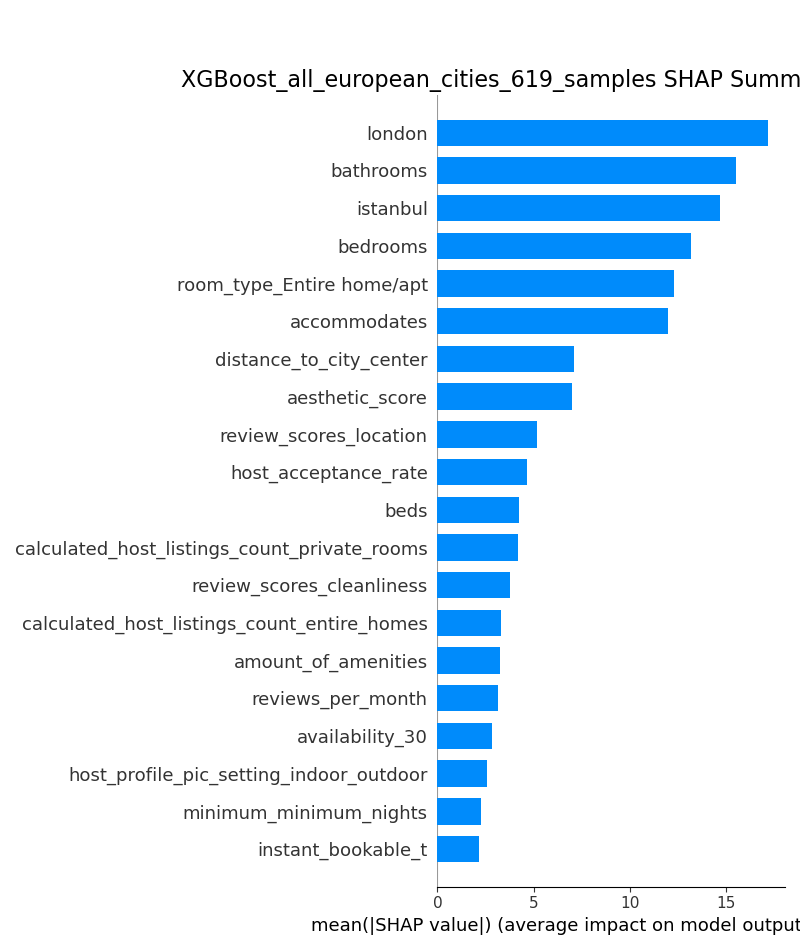 XGBoost_all_european_cities_619_samples SHAP Summ
london
bathrooms
istanbul
bedrooms
room_type_Entire home/apt
accommodates
distance_to_city_center
aesthetic_score
review_scores_location
host_acceptance_rate
beds
calculated_host_listings_count_private_rooms
review_scores_cleanliness
calculated_host_listings_count_entire_homes
amount_of_amenities
reviews_per_month
availability_30
host_profile_pic_setting_indoor_outdoor
minimum_minimum_nights
instant_bookable_t
0 5 10 15
mean(|SHAP value|) (average impact on model output